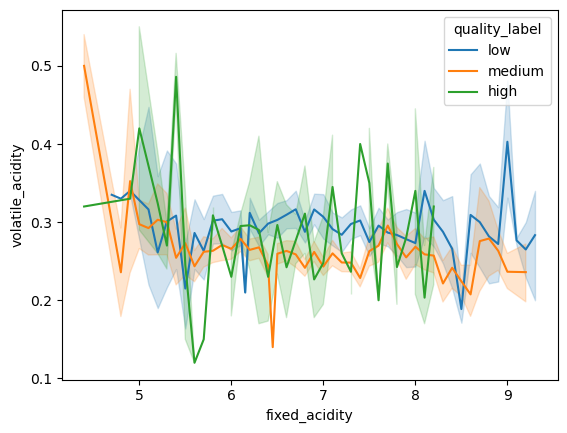 quality_label
low
medium
high
0.5
0.4
0.3
0.2
0.1
volatile_acidity
5 6 7 8 9
fixed_acidity